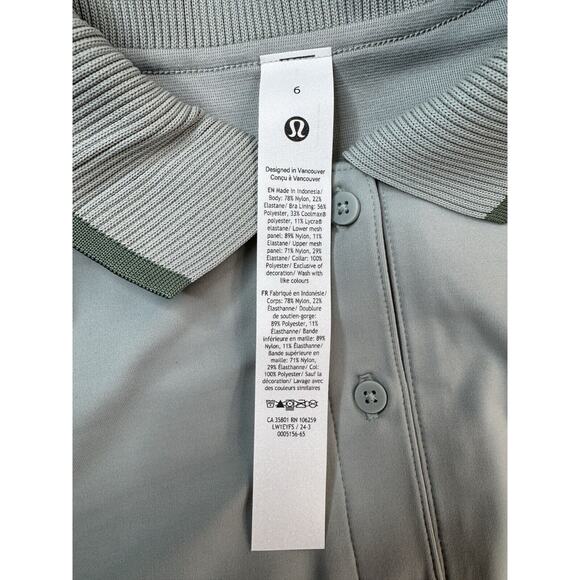 6
Designed in Vancouver
Conçu à Vancouver
EN Made in Indonesia/
Body: 78% Nylon, 22%
Elastane/ Bra Lining: 56%
Polyester, 33% Coolmax®
polyester, 11% Lycra®
elastane/ Lower mesh
panel: 89% Nylon, 11%
Elastane/ Upper mesh
panel: 71% Nylon, 29%
Elastane/ Collar: 100%
Polyester/ Exclusive of
decoration/ Wash with
like colours
FR Fabriqué en Indonésie/
Corps: 78% Nylon, 22%
Élasthanne/ Doublure
de soutien-gorge:
89% Polyester, 11%
Élasthanne/ Bande
inférieure en maille: 89%
Nylon, 11% Élasthanne/
Bande supérieure en
maille: 71% Nylon,
29% Élasthanne/ Col:
100% Polyester/ Sauf la
décoration/ Lavage avec
des couleurs similaires
CA 35801 RN 106259
LW1EYFS / 24-3
0005156-65